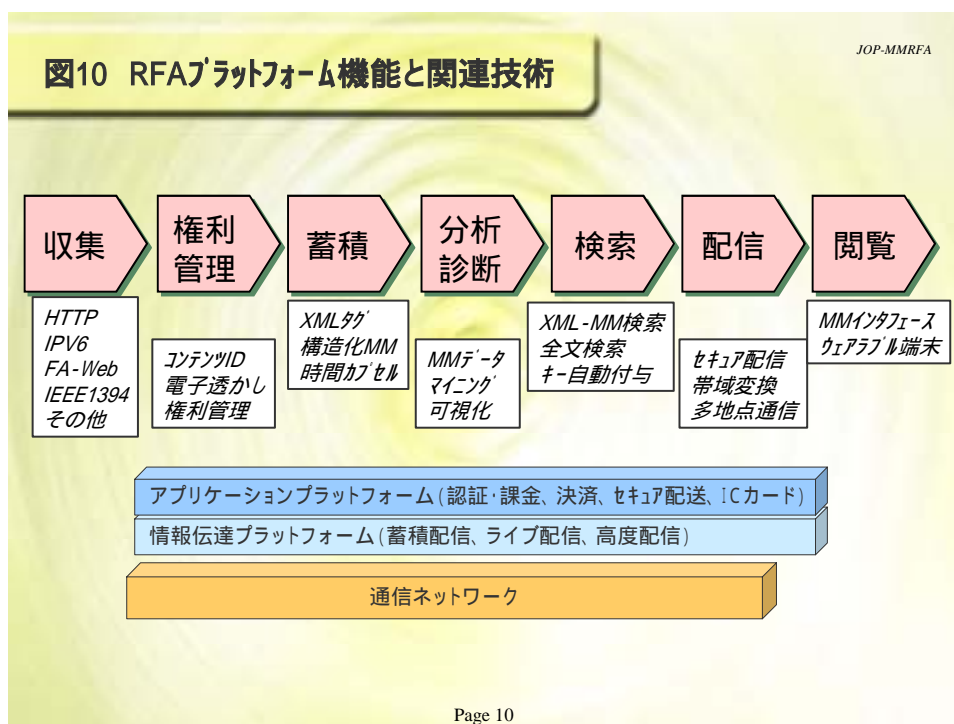 JOP-MMRFA
図10 RFAﾌﾟﾗｯﾄﾌｫｰﾑ機能と関連技術
収集
権利
管理
蓄積
分析
診断
検索
配信
閲覧
HTTP
IPV6
FA-Web
IEEE1394
その他
ｺﾝﾃﾝﾂID
電子透かし
権利管理
XMLﾀｸﾞ
構造化MM
時間ｶﾌﾟｾﾙ
MMﾃﾞｰﾀ
ﾏｲﾆﾝｸﾞ
可視化
XML-MM検索
全文検索
ｷｰ自動付与
ｾｷｭｱ配信
帯域変換
多地点通信
MMｲﾝﾀﾌｪｰｽ
ｳｪｱﾗﾌﾞﾙ端末
アプリケーションプラットフォーム(認証･課金、決済、ｾｷｭｱ配送、ICカード)
情報伝達プラットフォーム(蓄積配信、ライブ配信、高度配信)
通信ネットワーク
Page 10